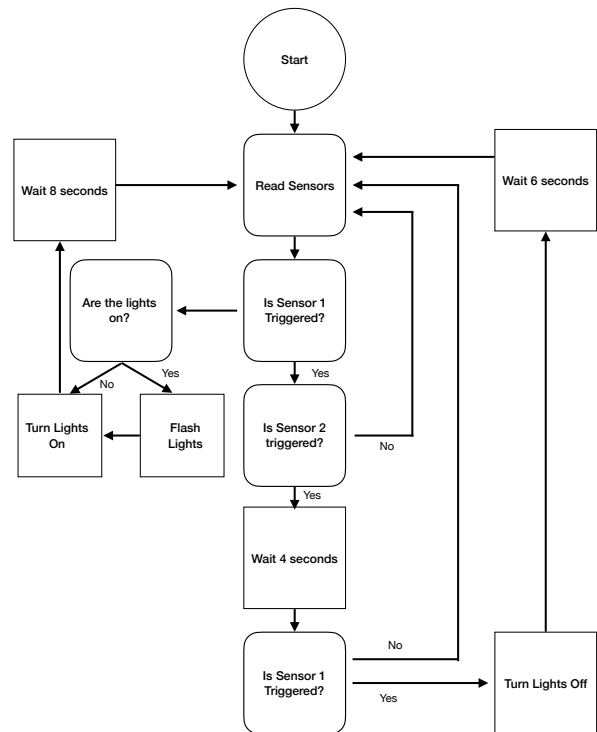 Start
Wait 8 seconds
Read Sensors
Wait 6 seconds
Are the lights
on?
Is Sensor 1
Triggered?
Yes
No
Yes
Turn Lights
On
Flash
Lights
Is Sensor 2
triggered?
No
Yes
Wait 4 seconds
Is Sensor 1
Triggered?
No
Yes
Turn Lights Off